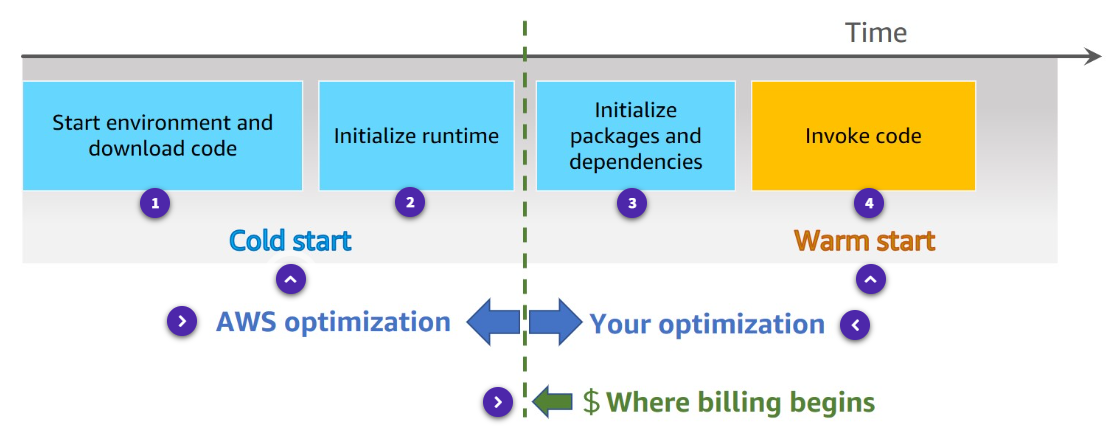 Time
Start environment and
download code
Initialize runtime
Initialize
packages and
dependencies
Invoke code
1
2
3
4
Cold start
Warm start
AWS optimization
Your optimization
$ Where billing begins